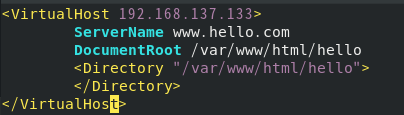 <VirtualHost 192.168.137.133>
ServerName www.hello.com
DocumentRoot /var/www/html/hello
<Directory "/var/www/html/hello">
</Directory>
</VirtualHost>